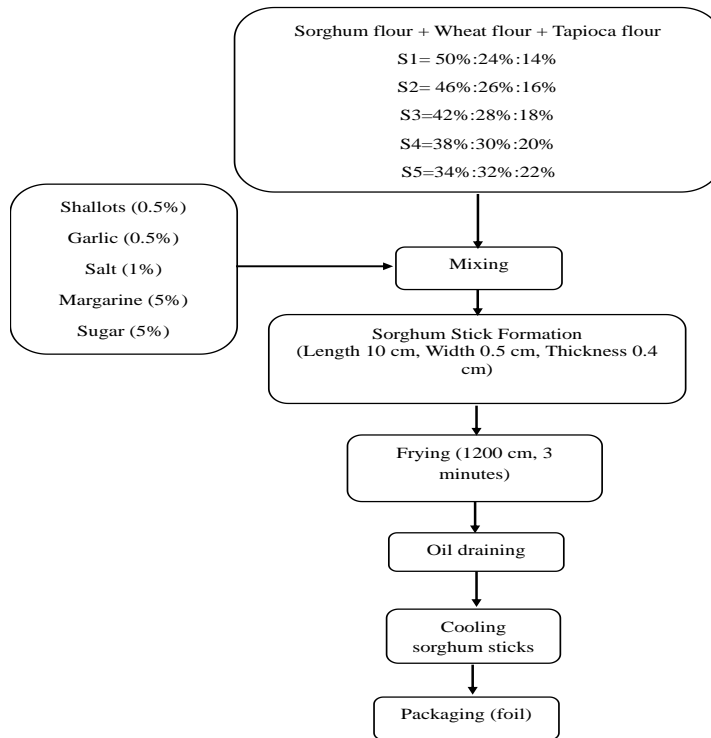 Sorghum flour + Wheat flour + Tapioca flour
S1= 50%:24%:14%
S2= 46%:26%:16%
S3=42%:28%:18%
S4=38%:30%:20%
S5=34%:32%:22%
Shallots (0.5%)
Garlic (0.5%)
Salt (1%)
Margarine (5%)
Sugar (5%)
Mixing
Sorghum Stick Formation
(Length 10 cm, Width 0.5 cm, Thickness 0.4
cm)
Frying (1200 cm, 3
minutes)
Oil draining
Cooling
sorghum sticks
Packaging (foil)